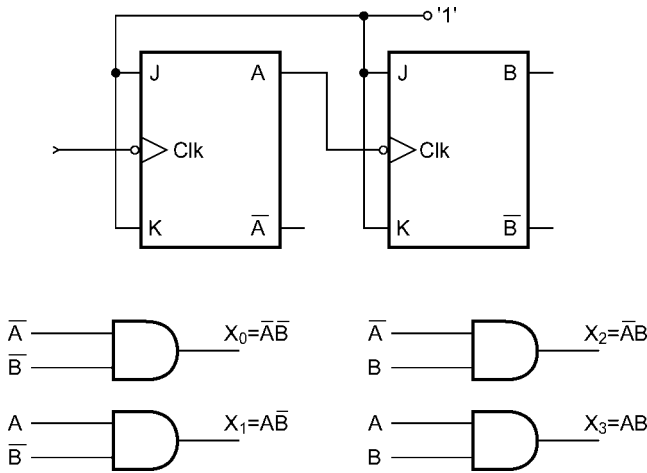 '1'
J A
J B
Clk
Clk
K A̅
K B̅
A̅
B̅
X₀=A̅B̅
A̅
B
X₂=A̅B
A
B̅
X₁=AB̅
A
B
X₃=AB